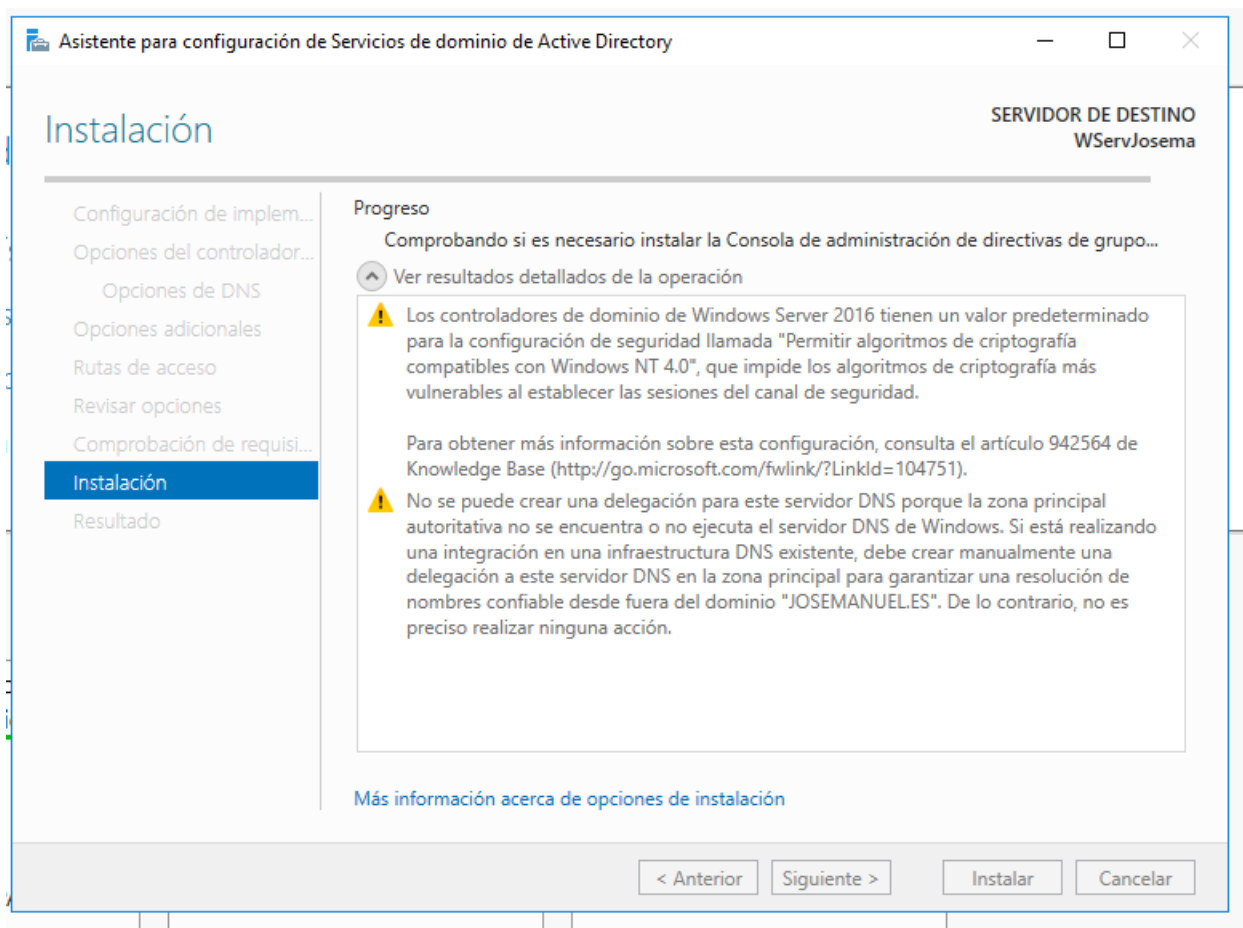 Asistente para configuración de Servicios de dominio de Active Directory
Instalación
SERVIDOR DE DESTINO
WServJosema
Configuración de implem...
Opciones del controlador...
Opciones de DNS
Opciones adicionales
Rutas de acceso
Revisar opciones
Comprobación de requisi...
Instalación
Resultado
Progreso
Comprobando si es necesario instalar la Consola de administración de directivas de grupo...
Ver resultados detallados de la operación
Los controladores de dominio de Windows Server 2016 tienen un valor predeterminado
para la configuración de seguridad llamada "Permitir algoritmos de criptografía
compatibles con Windows NT 4.0", que impide los algoritmos de criptografía más
vulnerables al establecer las sesiones del canal de seguridad.
Para obtener más información sobre esta configuración, consulta el artículo 942564 de
Knowledge Base (http://go.microsoft.com/fwlink/?LinkId=104751).
No se puede crear una delegación para este servidor DNS porque la zona principal
autoritativa no se encuentra o no ejecuta el servidor DNS de Windows. Si está realizando
una integración en una infraestructura DNS existente, debe crear manualmente una
delegación a este servidor DNS en la zona principal para garantizar una resolución de
nombres confiable desde fuera del dominio "JOSEMANUEL.ES". De lo contrario, no es
preciso realizar ninguna acción.
Más información acerca de opciones de instalación
< Anterior
Siguiente >
Instalar
Cancelar